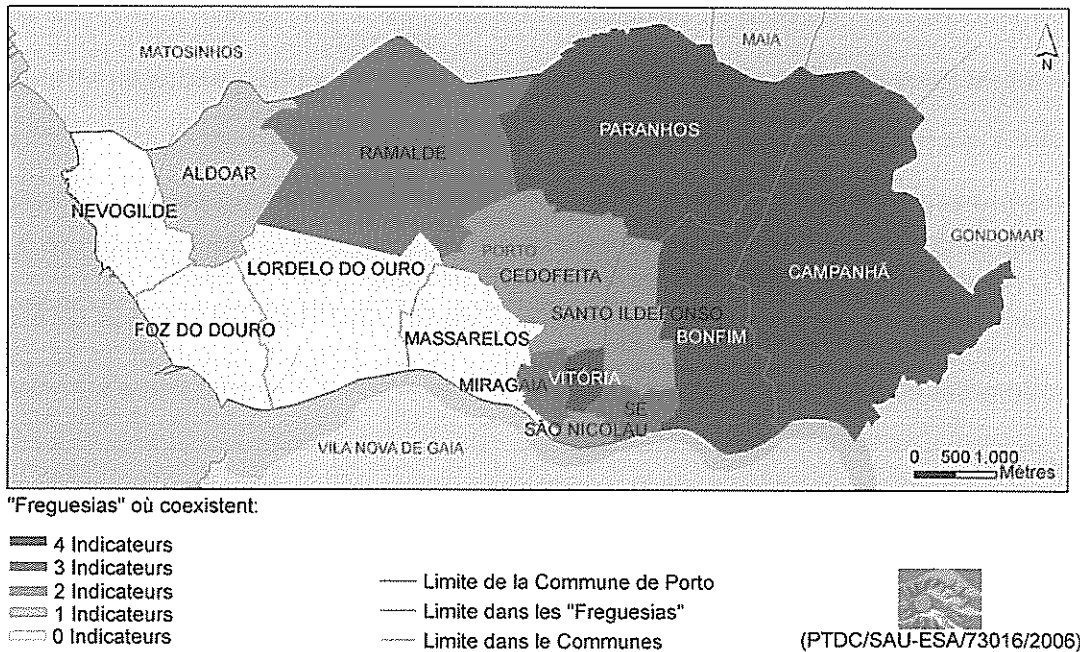 MATOSINHOS
MAIA
N
PARANHOS
RAMALDE
ALDOAR
NEVOGILDE
GONDOMAR
PORTO
LORDELO DO OURO
CEDOFEITA
CAMPANHÃ
SANTO ILDEFONSO
FOZ DO DOURO
MASSARELOS
BONFIM
VITÓRIA
MIRAGAIA
SE
SÃO NICOLAU
VILA NOVA DE GAIA
0 500 1.000
Mètres
"Freguesias" où coexistent:
4 Indicateurs
3 Indicateurs
2 Indicateurs
1 Indicateurs
0 Indicateurs
Limite de la Commune de Porto
Limite dans les "Freguesias"
Limite dans le Communes
(PTDC/SAU-ESA/73016/2006)